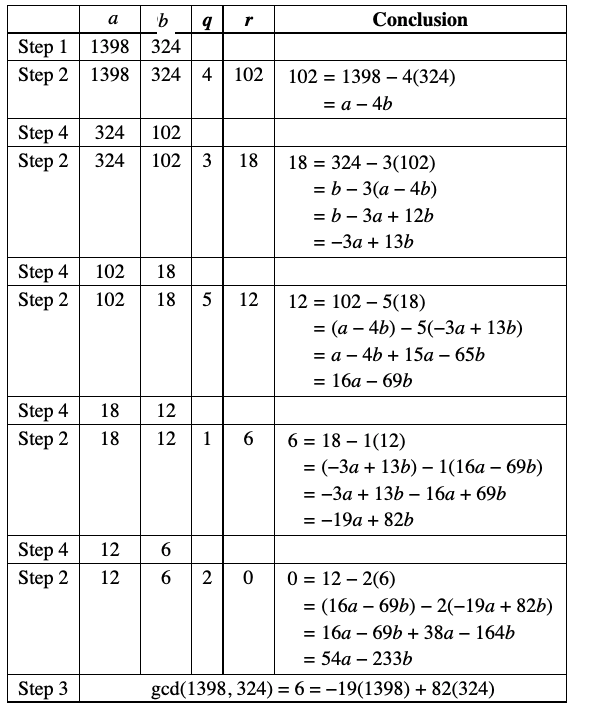 a b q r Conclusion
Step 1 1398 324
Step 2 1398 324 4 102 102 = 1398 − 4(324)
= a − 4b
Step 4 324 102
Step 2 324 102 3 18 18 = 324 − 3(102)
= b − 3(a − 4b)
= b − 3a + 12b
= −3a + 13b
Step 4 102 18
Step 2 102 18 5 12 12 = 102 − 5(18)
= (a − 4b) − 5(−3a + 13b)
= a − 4b + 15a − 65b
= 16a − 69b
Step 4 18 12
Step 2 18 12 1 6 6 = 18 − 1(12)
= (−3a + 13b) − 1(16a − 69b)
= −3a + 13b − 16a + 69b
= −19a + 82b
Step 4 12 6
Step 2 12 6 2 0 0 = 12 − 2(6)
= (16a − 69b) − 2(−19a + 82b)
= 16a − 69b + 38a − 164b
= 54a − 233b
Step 3 gcd(1398, 324) = 6 = −19(1398) + 82(324)